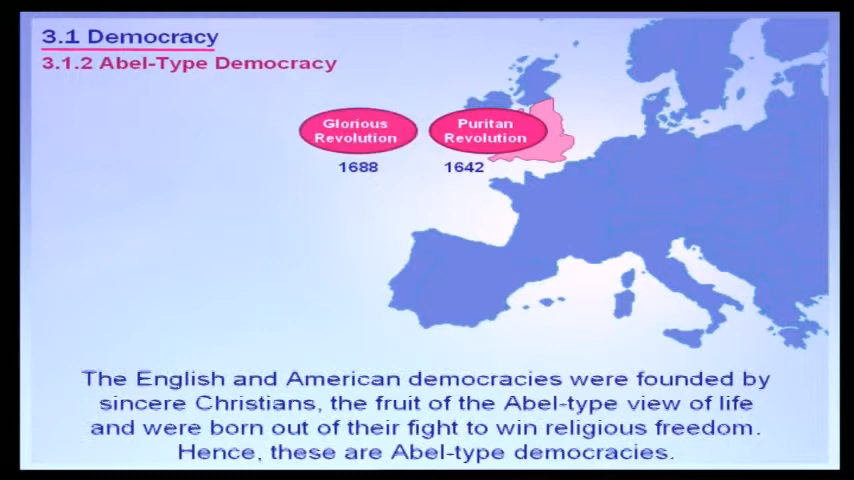 3.1 Democracy
3.1.2 Abel-Type Democracy
Glorious
Revolution
Puritan
Revolution
1688
1642
The English and American democracies were founded by
sincere Christians, the fruit of the Abel-type view of life
and were born out of their fight to win religious freedom.
Hence, these are Abel-type democracies.